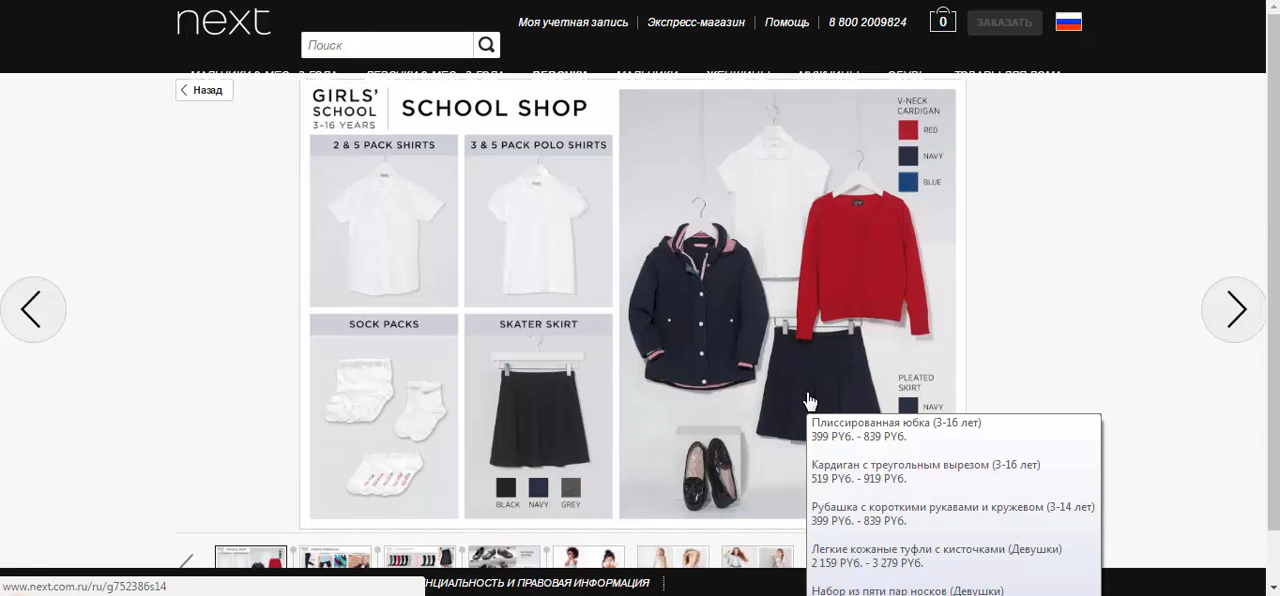 next
Моя учетная запись
Экспресс-магазин
Помощь
8 800 2009824
0
ЗАКАЗАТЬ
Поиск
Назад
GIRLS' SCHOOL
3-16 YEARS
SCHOOL SHOP
2 & 5 PACK SHIRTS
3 & 5 PACK POLO SHIRTS
V-NECK
CARDIGAN
RED
NAVY
BLUE
SOCK PACKS
SKATER SKIRT
BLACK
NAVY
GREY
PLEATED
SKIRT
NAVY
Плиссированная юбка (3-16 лет)
399 РУб. - 839 РУб.
Кардиган с треугольным вырезом (3-16 лет)
519 РУб. - 919 РУб.
Рубашка с короткими рукавами и кружевом (3-14 лет)
399 РУб. - 839 РУб.
Легкие кожаные туфли с кисточками (Девушки)
2 159 РУб. - 3 279 РУб.
Набор из пяти пар носков (Девушки)
www.next.com.ru/ru/g752386s14
НЦИАЛЬНОСТЬ И ПРАВОВАЯ ИНФОРМАЦИЯ